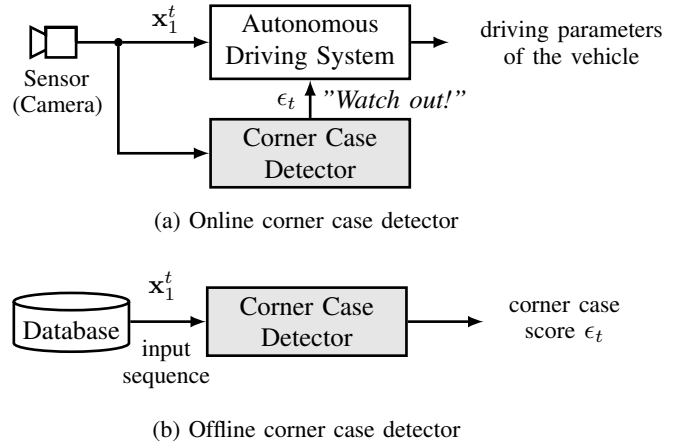 𝐱₁ᵗ
Autonomous
Driving System
driving parameters
of the vehicle
Sensor
(Camera)
ϵₜ "Watch out!"
Corner Case
Detector
(a) Online corner case detector
𝐱₁ᵗ
Database
input
sequence
Corner Case
Detector
corner case
score ϵₜ
(b) Offline corner case detector